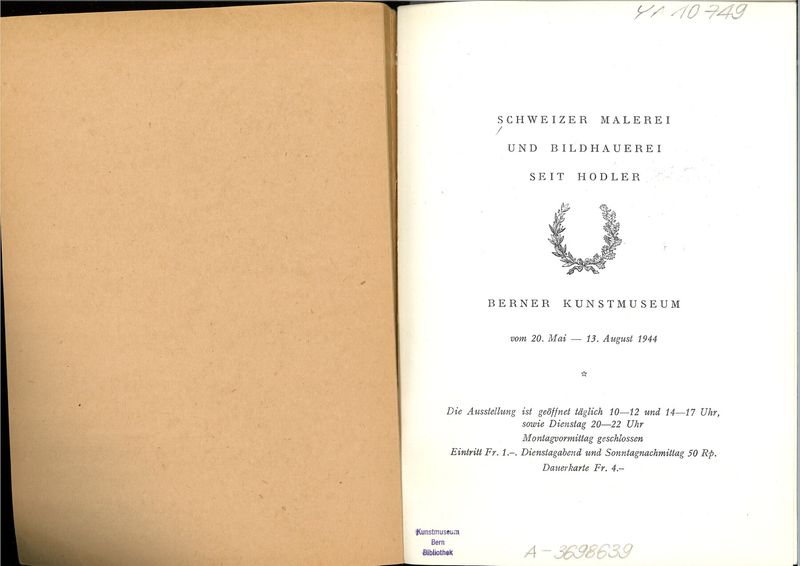 10749
SCHWEIZER MALEREI
UND BILDHAUEREI
SEIT HODLER
BERNER KUNSTMUSEUM
vom 20. Mai — 13. August 1944
Die Ausstellung ist geöffnet täglich 10—12 und 14—17 Uhr,
sowie Dienstag 20—22 Uhr
Montagvormittag geschlossen
Eintritt Fr. 1.-. Dienstagabend und Sonntagnachmittag 50 Rp.
Dauerkarte Fr. 4.-
Kunstmuseum
Bern
Bibliothek
A-3698639